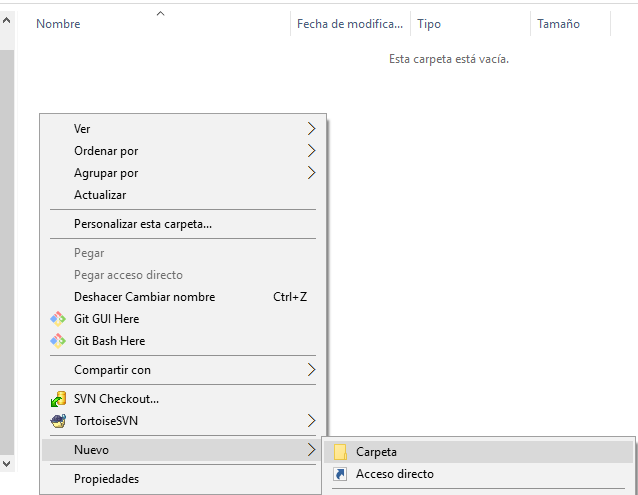 Nombre Fecha de modifica... Tipo Tamaño
Esta carpeta está vacía.
Ver
Ordenar por
Agrupar por
Actualizar
Personalizar esta carpeta...
Pegar
Pegar acceso directo
Deshacer Cambiar nombre Ctrl+Z
Git GUI Here
Git Bash Here
Compartir con
SVN Checkout...
TortoiseSVN
Nuevo
Carpeta
Acceso directo
Propiedades